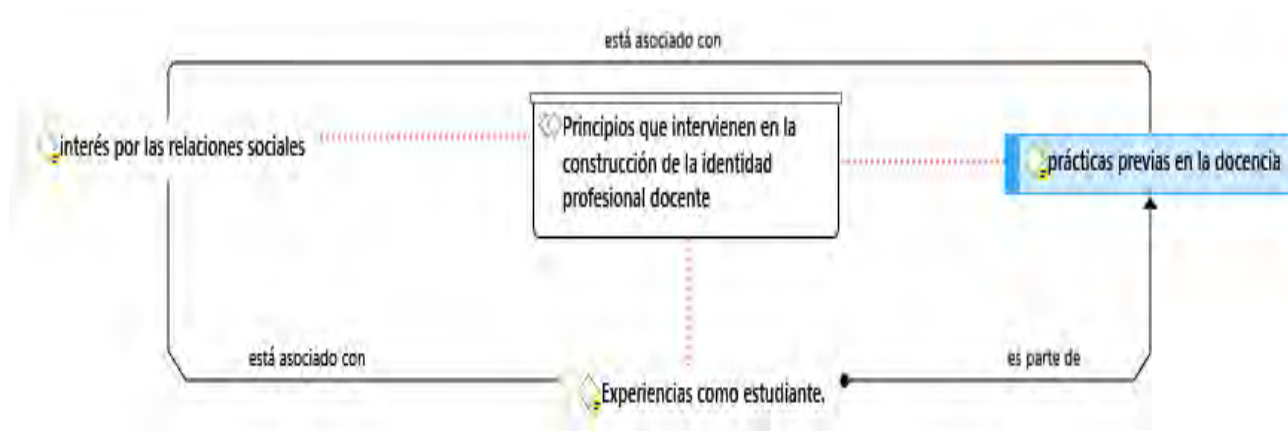 está asociado con
interés por las relaciones sociales
Principios que intervienen en la
construcción de la identidad
profesional docente
prácticas previas en la docencia
está asociado con
es parte de
Experiencias como estudiante.